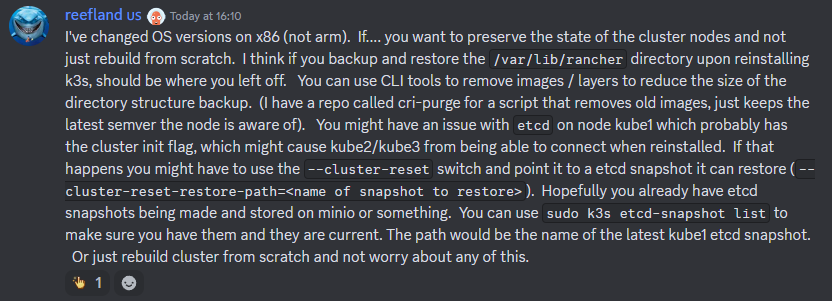 reefland US Today at 16:10
I've changed OS versions on x86 (not arm).  If.... you want to preserve the state of the cluster nodes and not
just rebuild from scratch.  I think if you backup and restore the /var/lib/rancher directory upon reinstalling
k3s, should be where you left off.   You can use CLI tools to remove images / layers to reduce the size of the
directory structure backup.  (I have a repo called cri-purge for a script that removes old images, just keeps the
latest semver the node is aware of).   You might have an issue with etcd on node kube1 which probably has
the cluster init flag, which might cause kube2/kube3 from being able to connect when reinstalled.  If that
happens you might have to use the --cluster-reset switch and point it to a etcd snapshot it can restore ( --
cluster-reset-restore-path=<name of snapshot to restore> ).  Hopefully you already have etcd
snapshots being made and stored on minio or something.  You can use sudo k3s etcd-snapshot list to
make sure you have them and they are current. The path would be the name of the latest kube1 etcd snapshot.
Or just rebuild cluster from scratch and not worry about any of this.
1